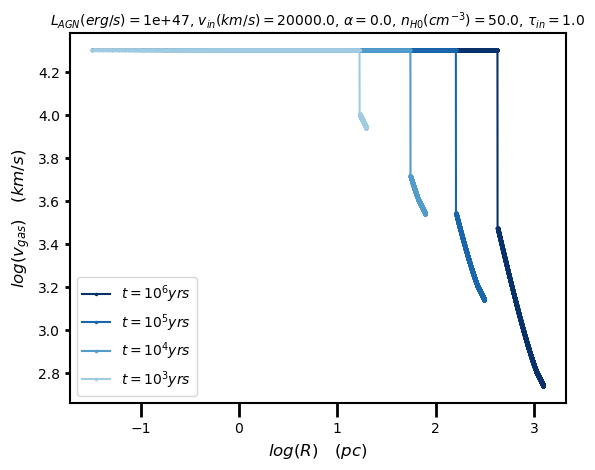 L_AGN(erg/s) = 1e+47, v_in(km/s) = 20000.0, α = 0.0, n_H0(cm^−3) = 50.0, τ_in = 1.0
log(v_gas) (km/s)
4.2
4.0
3.8
3.6
3.4
3.2
3.0
2.8
t = 10^6 yrs
t = 10^5 yrs
t = 10^4 yrs
t = 10^3 yrs
−1 0 1 2 3
log(R) (pc)